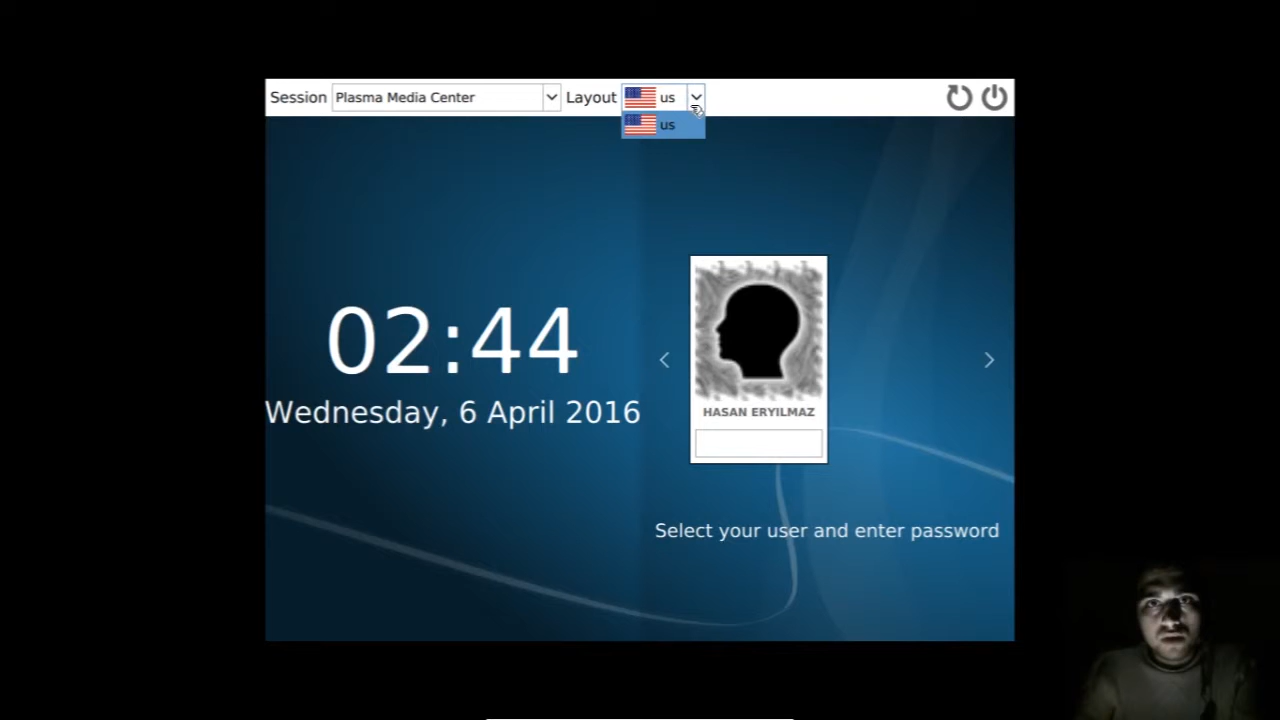 Session Plasma Media Center Layout us
us
02:44
Wednesday, 6 April 2016
HASAN ERYILMAZ
Select your user and enter password